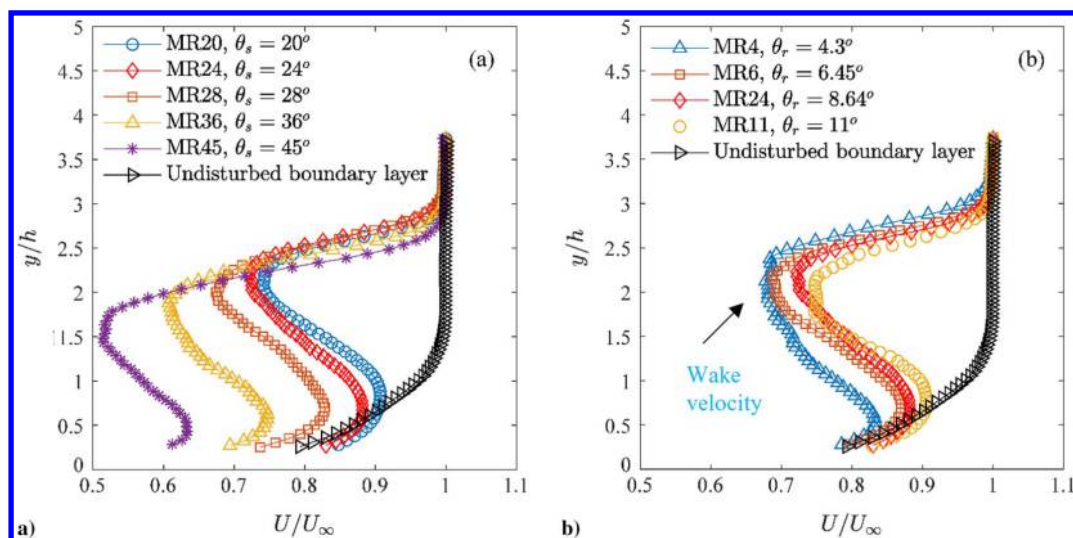 5
4.5
4
3.5
3
2.5
2
1.5
1
0.5
0
y/h
MR20, θs = 20°
MR24, θs = 24°
MR28, θs = 28°
MR36, θs = 36°
MR45, θs = 45°
Undisturbed boundary layer
(a)
0.5 0.6 0.7 0.8 0.9 1 1.1
U/U∞
a)
5
4.5
4
3.5
3
2.5
2
1.5
1
0.5
0
y/h
MR4, θr = 4.3°
MR6, θr = 6.45°
MR24, θr = 8.64°
MR11, θr = 11°
Undisturbed boundary layer
(b)
Wake
velocity
0.5 0.6 0.7 0.8 0.9 1 1.1
U/U∞
b)